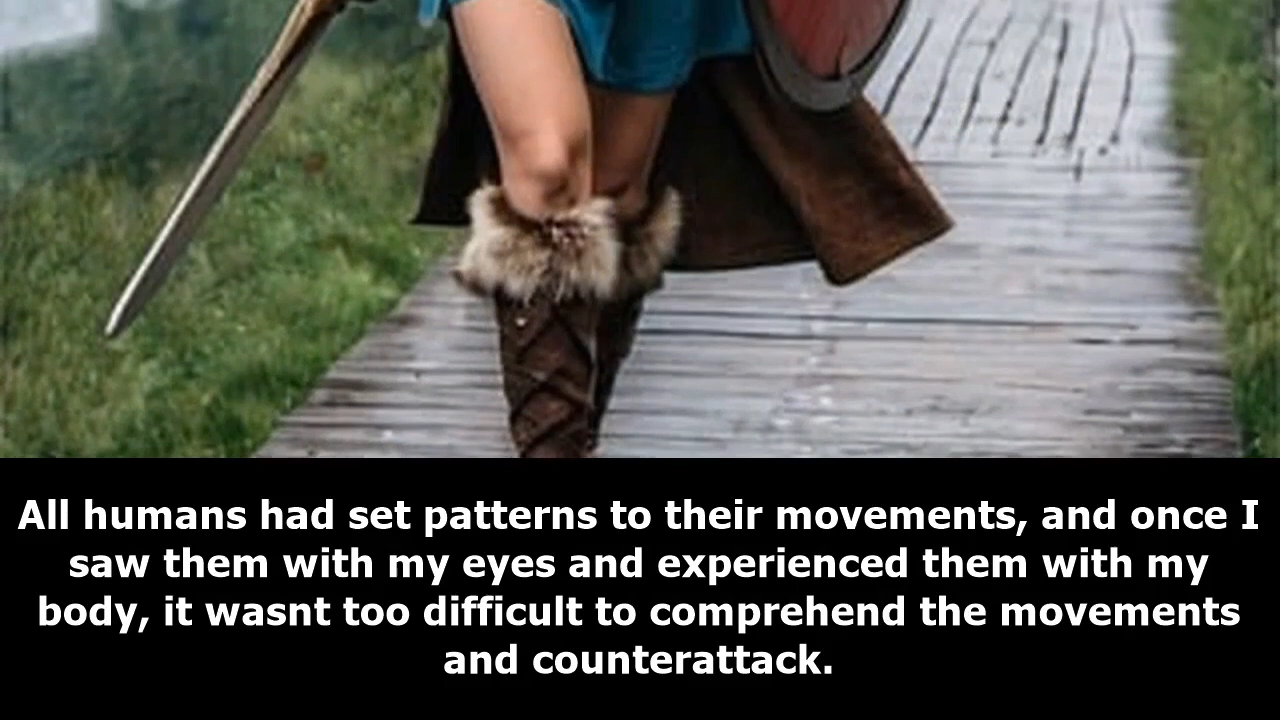 All humans had set patterns to their movements, and once I
saw them with my eyes and experienced them with my
body, it wasnt too difficult to comprehend the movements
and counterattack.